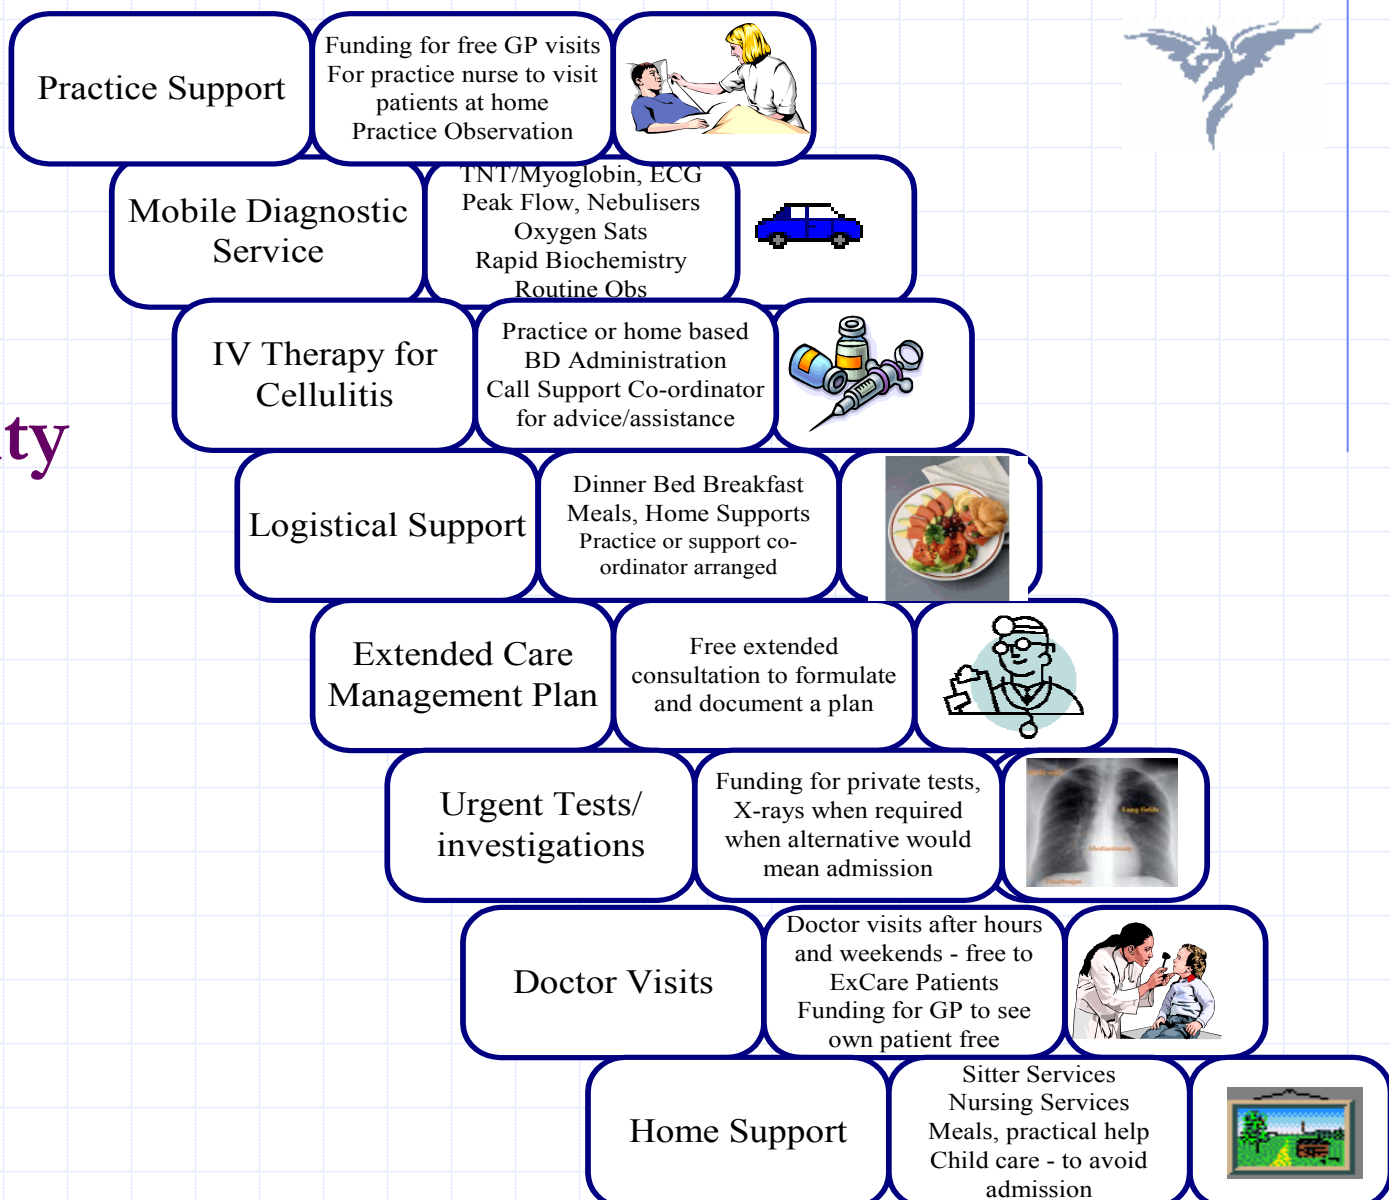 Practice Support
Funding for free GP visits
For practice nurse to visit
patients at home
Practice Observation
Mobile Diagnostic
Service
TNT/Myoglobin, ECG
Peak Flow, Nebulisers
Oxygen Sats
Rapid Biochemistry
Routine Obs
IV Therapy for
Cellulitis
Practice or home based
BD Administration
Call Support Co-ordinator
for advice/assistance
ty
Logistical Support
Dinner Bed Breakfast
Meals, Home Supports
Practice or support co-
ordinator arranged
Extended Care
Management Plan
Free extended
consultation to formulate
and document a plan
Urgent Tests/
investigations
Funding for private tests,
X-rays when required
when alternative would
mean admission
Lung fields
Mediastinum
Doctor Visits
Doctor visits after hours
and weekends - free to
ExCare Patients
Funding for GP to see
own patient free
Home Support
Sitter Services
Nursing Services
Meals, practical help
Child care - to avoid
admission